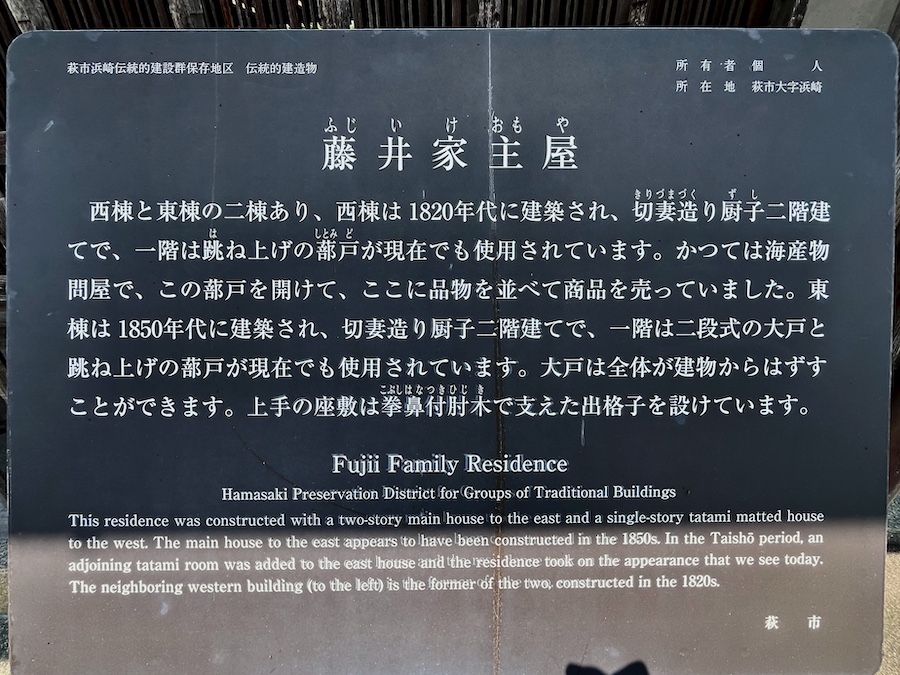 萩市浜崎伝統的建設群保存地区　伝統的建造物
所有者 個人
所在地 萩市大字浜崎
ふじ い け おも や
藤井家主屋
きりづまづく ず し
西棟と東棟の二棟あり、西棟は1820年代に建築され、切妻造り厨子二階建
は しとみ ど
てで、一階は跳ね上げの蔀戸が現在でも使用されています。かつては海産物
問屋で、この蔀戸を開けて、ここに品物を並べて商品を売っていました。東
棟は1850年代に建築され、切妻造り厨子二階建てで、一階は二段式の大戸と
跳ね上げの蔀戸が現在でも使用されています。大戸は全体が建物からはずす
こぶしはなつきひじ き
ことができます。上手の座敷は拳鼻付肘木で支えた出格子を設けています。
Fujii Family Residence
Hamasaki Preservation District for Groups of Traditional Buildings
This residence was constructed with a two-story main house to the east and a single-story tatami matted house
to the west. The main house to the east appears to have been constructed in the 1850s. In the Taishō period, an
adjoining tatami room was added to the east house and the residence took on the appearance that we see today.
The neighboring western building (to the left) is the former of the two, constructed in the 1820s.
萩市